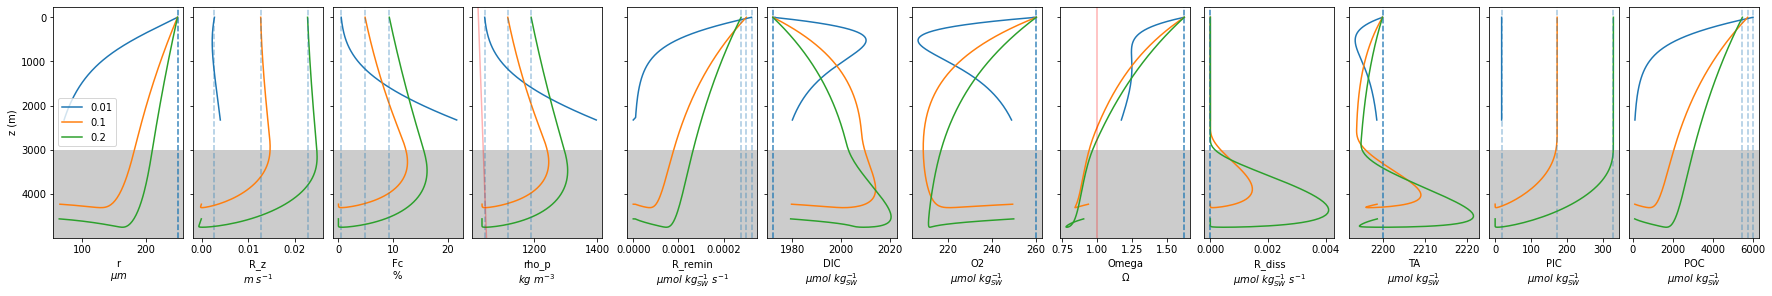 0
1000
2000
3000
4000
z (m)
0.01
0.1
0.2
100 200
r
μm
0.00 0.01 0.02
R_z
m s⁻¹
0 10 20
Fc
%
1200 1400
rho_p
kg m⁻³
0.0000 0.0001 0.0002
R_remin
μmol kg⁻¹SW s⁻¹
1980 2000 2020
DIC
μmol kg⁻¹SW
220 240 260
O2
μmol kg⁻¹SW
0.75 1.00 1.25 1.50
Omega
Ω
0.000 0.002 0.004
R_diss
μmol kg⁻¹SW s⁻¹
2200 2210 2220
TA
μmol kg⁻¹SW
0 100 200 300
PIC
μmol kg⁻¹SW
0 2000 4000 6000
POC
μmol kg⁻¹SW